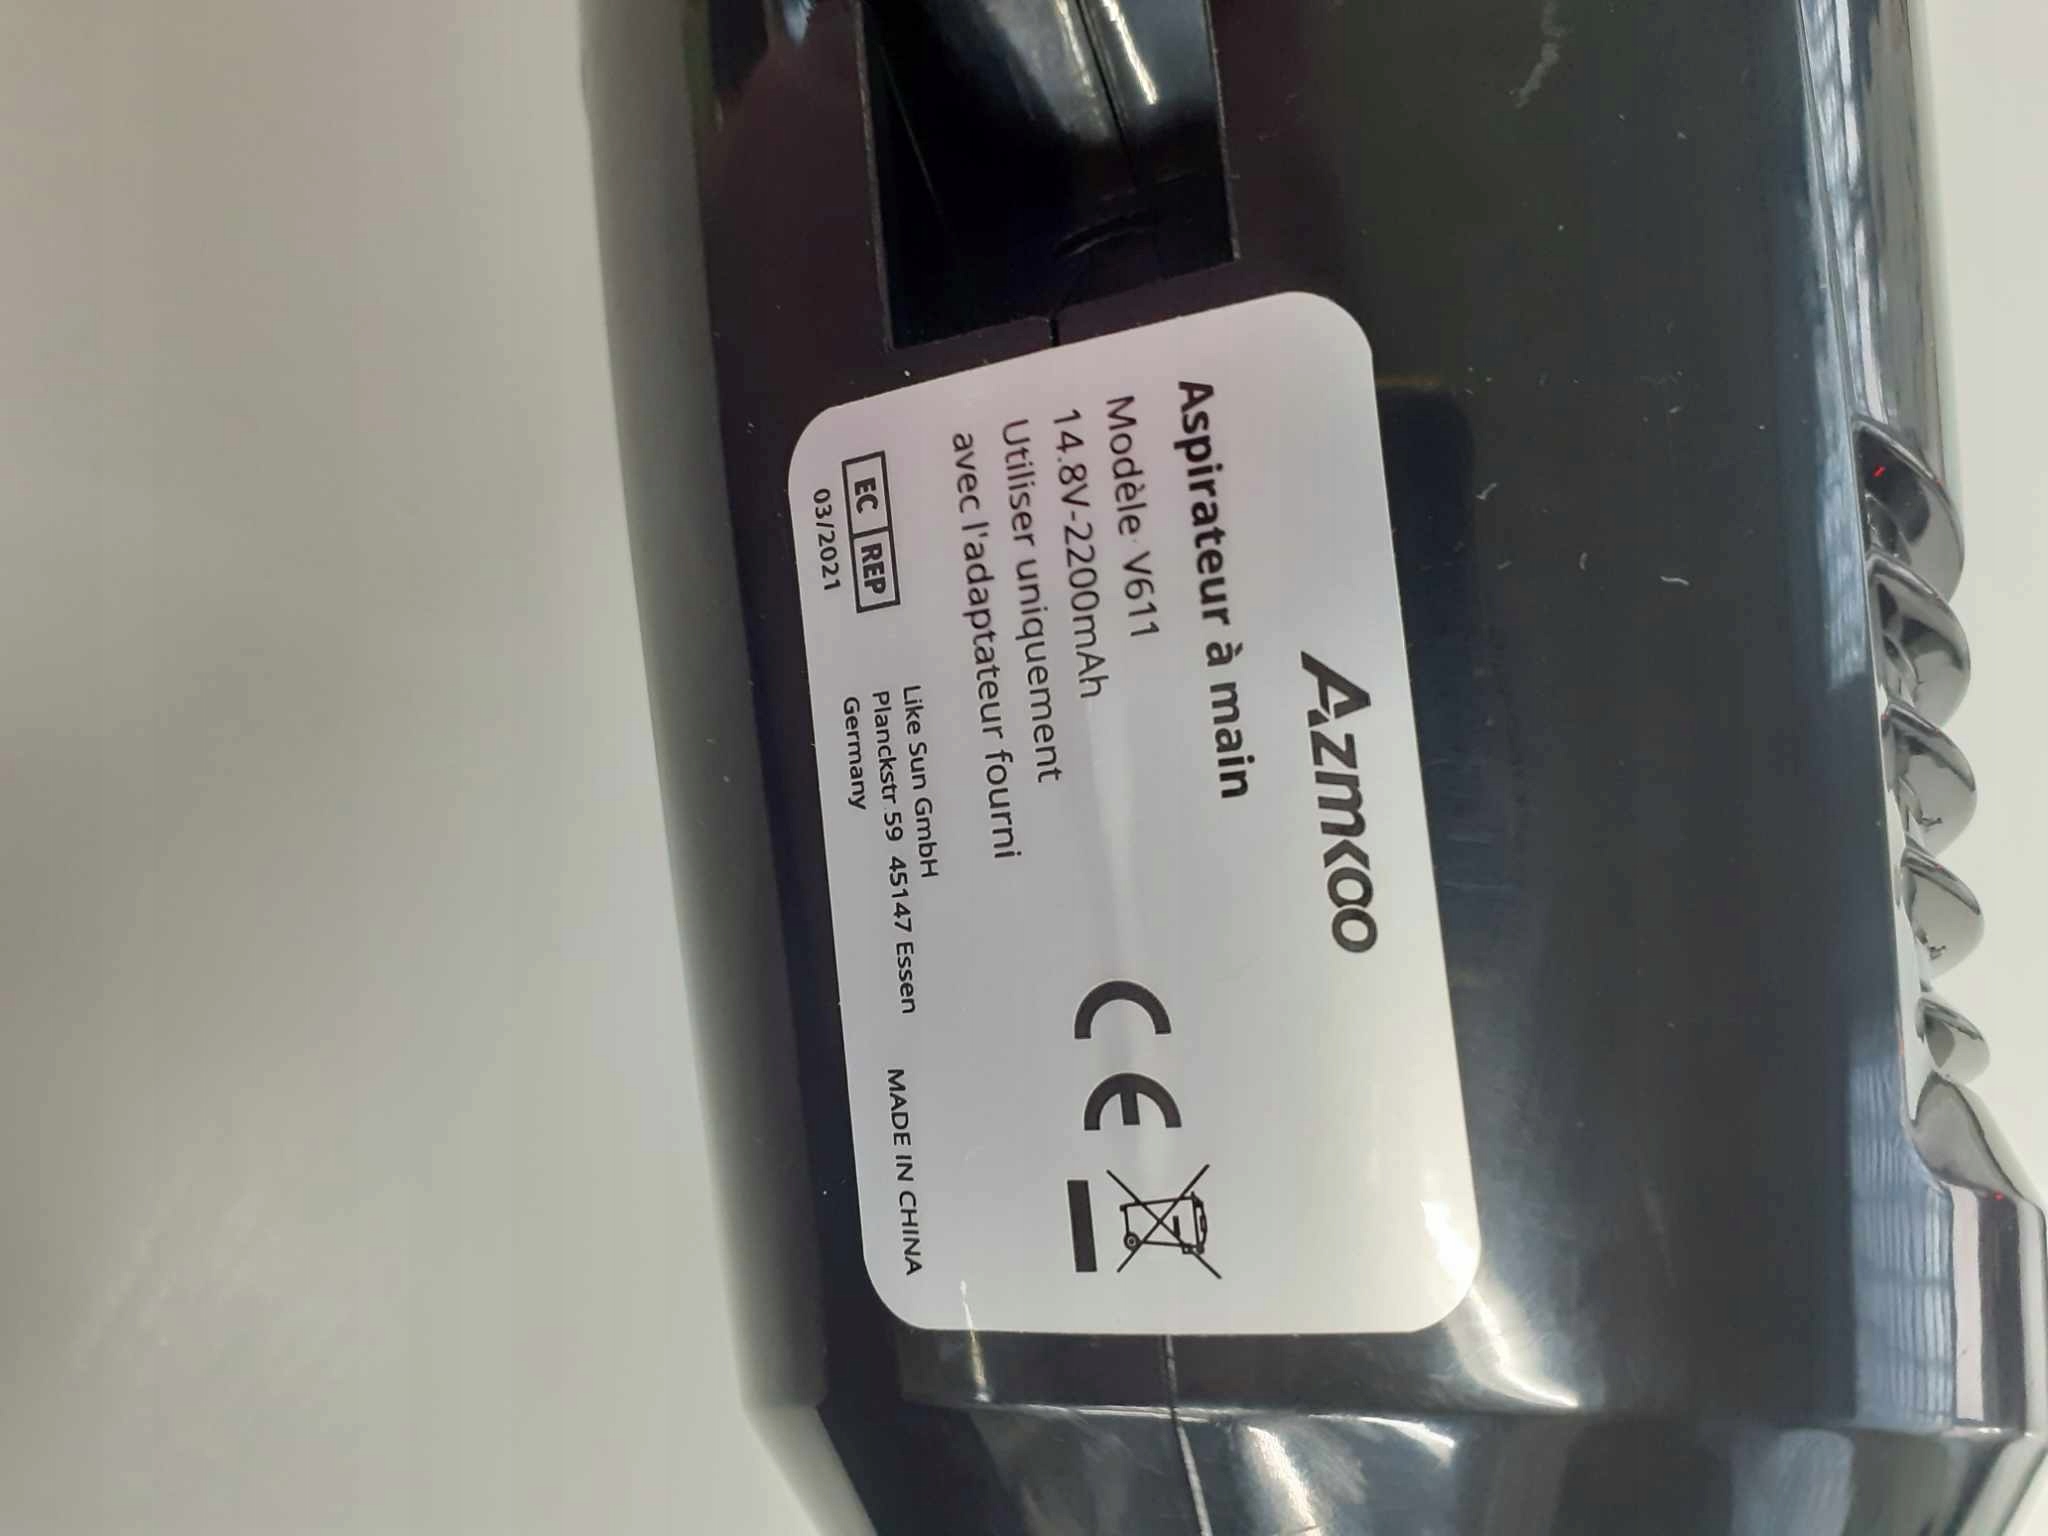 AZMKOO
Aspirateur à main
Modèle V611
14.8V-2200mAh
Utiliser uniquement
avec l'adaptateur fourni
CE
EC REP
03/2021
Like Sun GmbH
Planckstr 59 45147 Essen
Germany
MADE IN CHINA